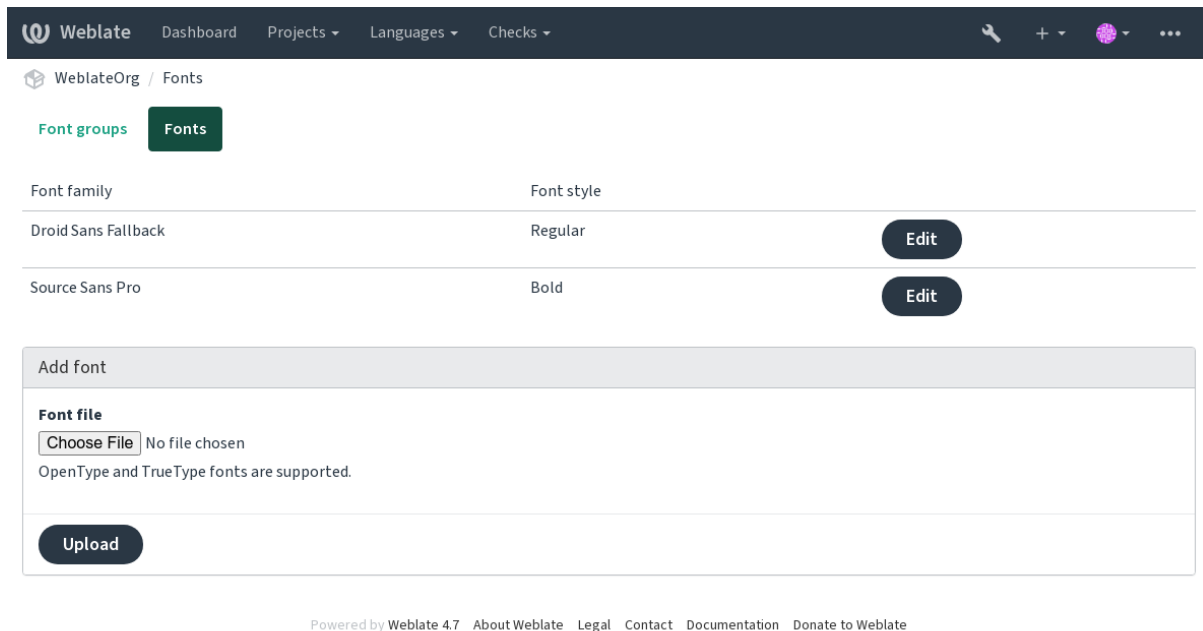 Weblate Dashboard Projects Languages Checks
WeblateOrg / Fonts
Font groups Fonts
Font family Font style
Droid Sans Fallback Regular Edit
Source Sans Pro Bold Edit
Add font
Font file
Choose File No file chosen
OpenType and TrueType fonts are supported.
Upload
Powered by Weblate 4.7 About Weblate Legal Contact Documentation Donate to Weblate